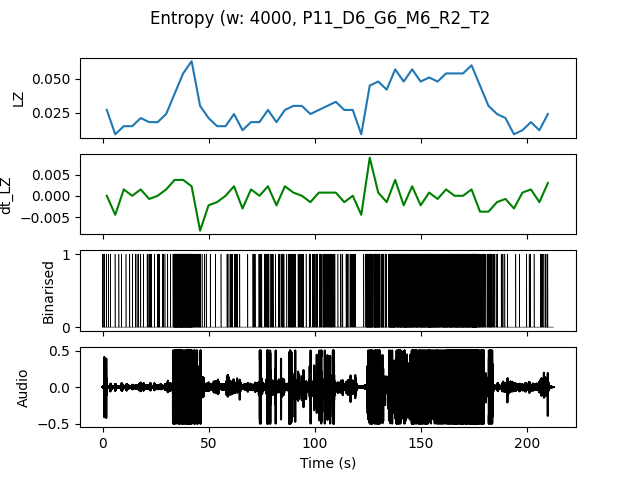 Entropy (w: 4000, P11_D6_G6_M6_R2_T2
0.050
0.025
LZ
0.005
0.000
−0.005
dt_LZ
1
0
Binarised
0.5
0.0
−0.5
Audio
0 50 100 150 200
Time (s)